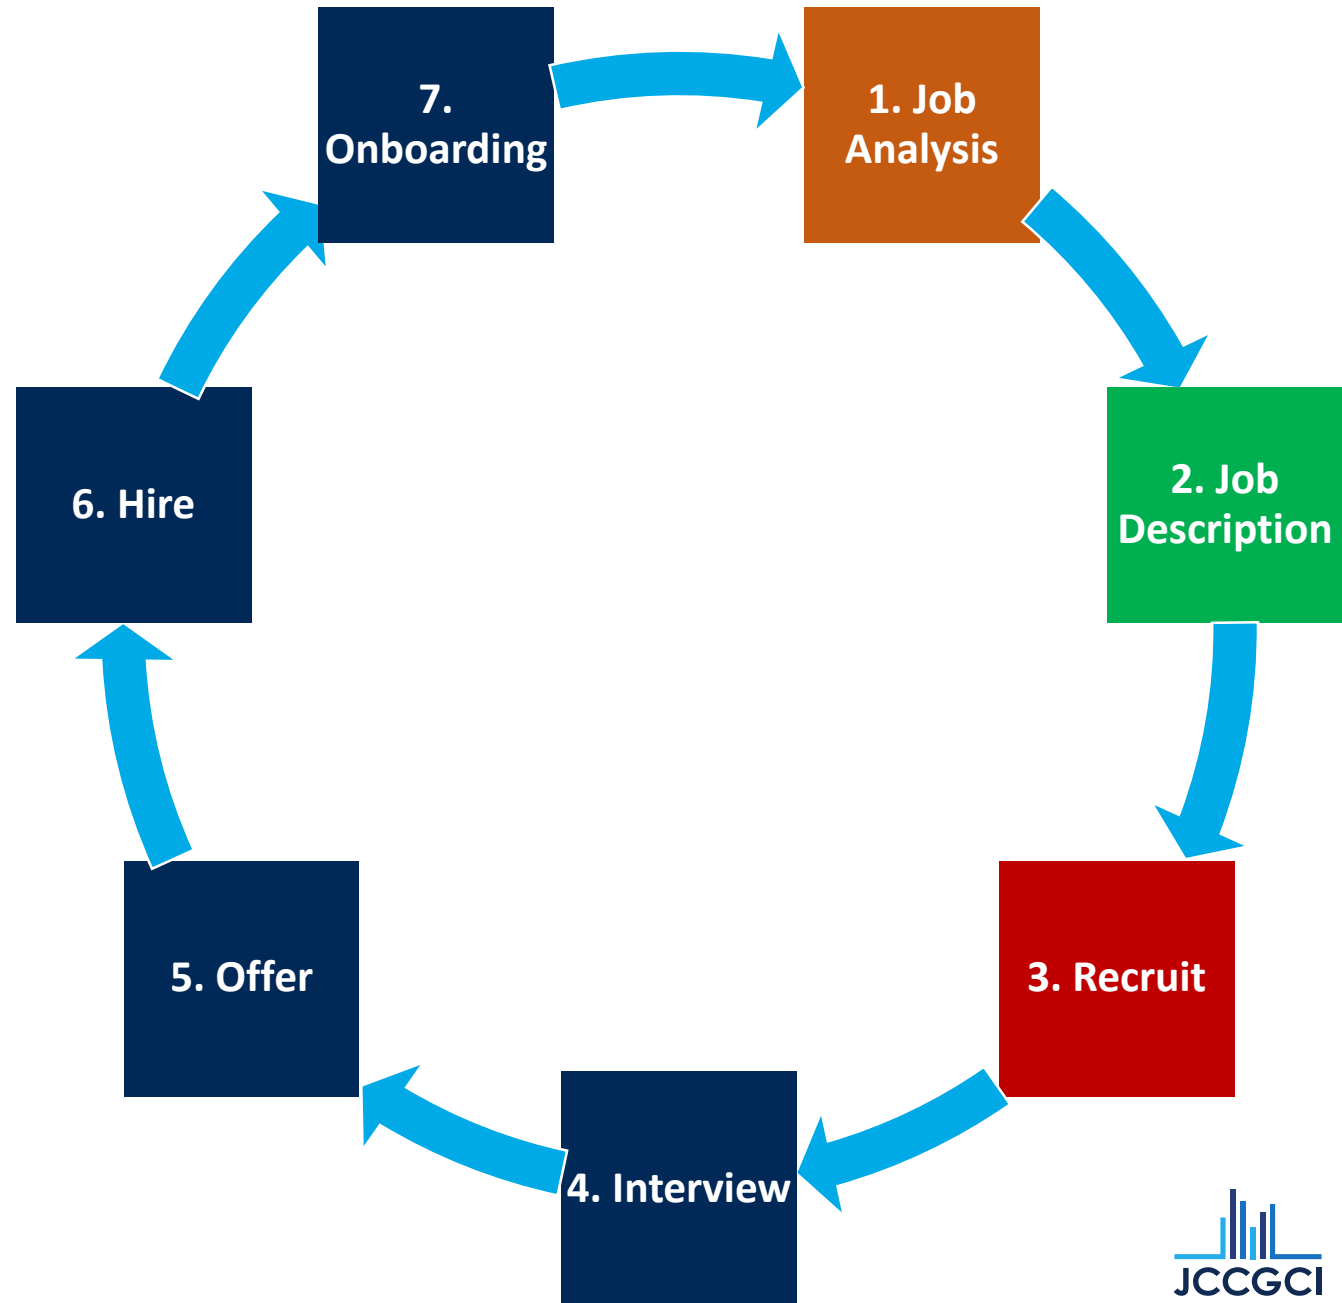 7.
Onboarding
1. Job
Analysis
2. Job
Description
3. Recruit
4. Interview
5. Offer
6. Hire
JCCGCI